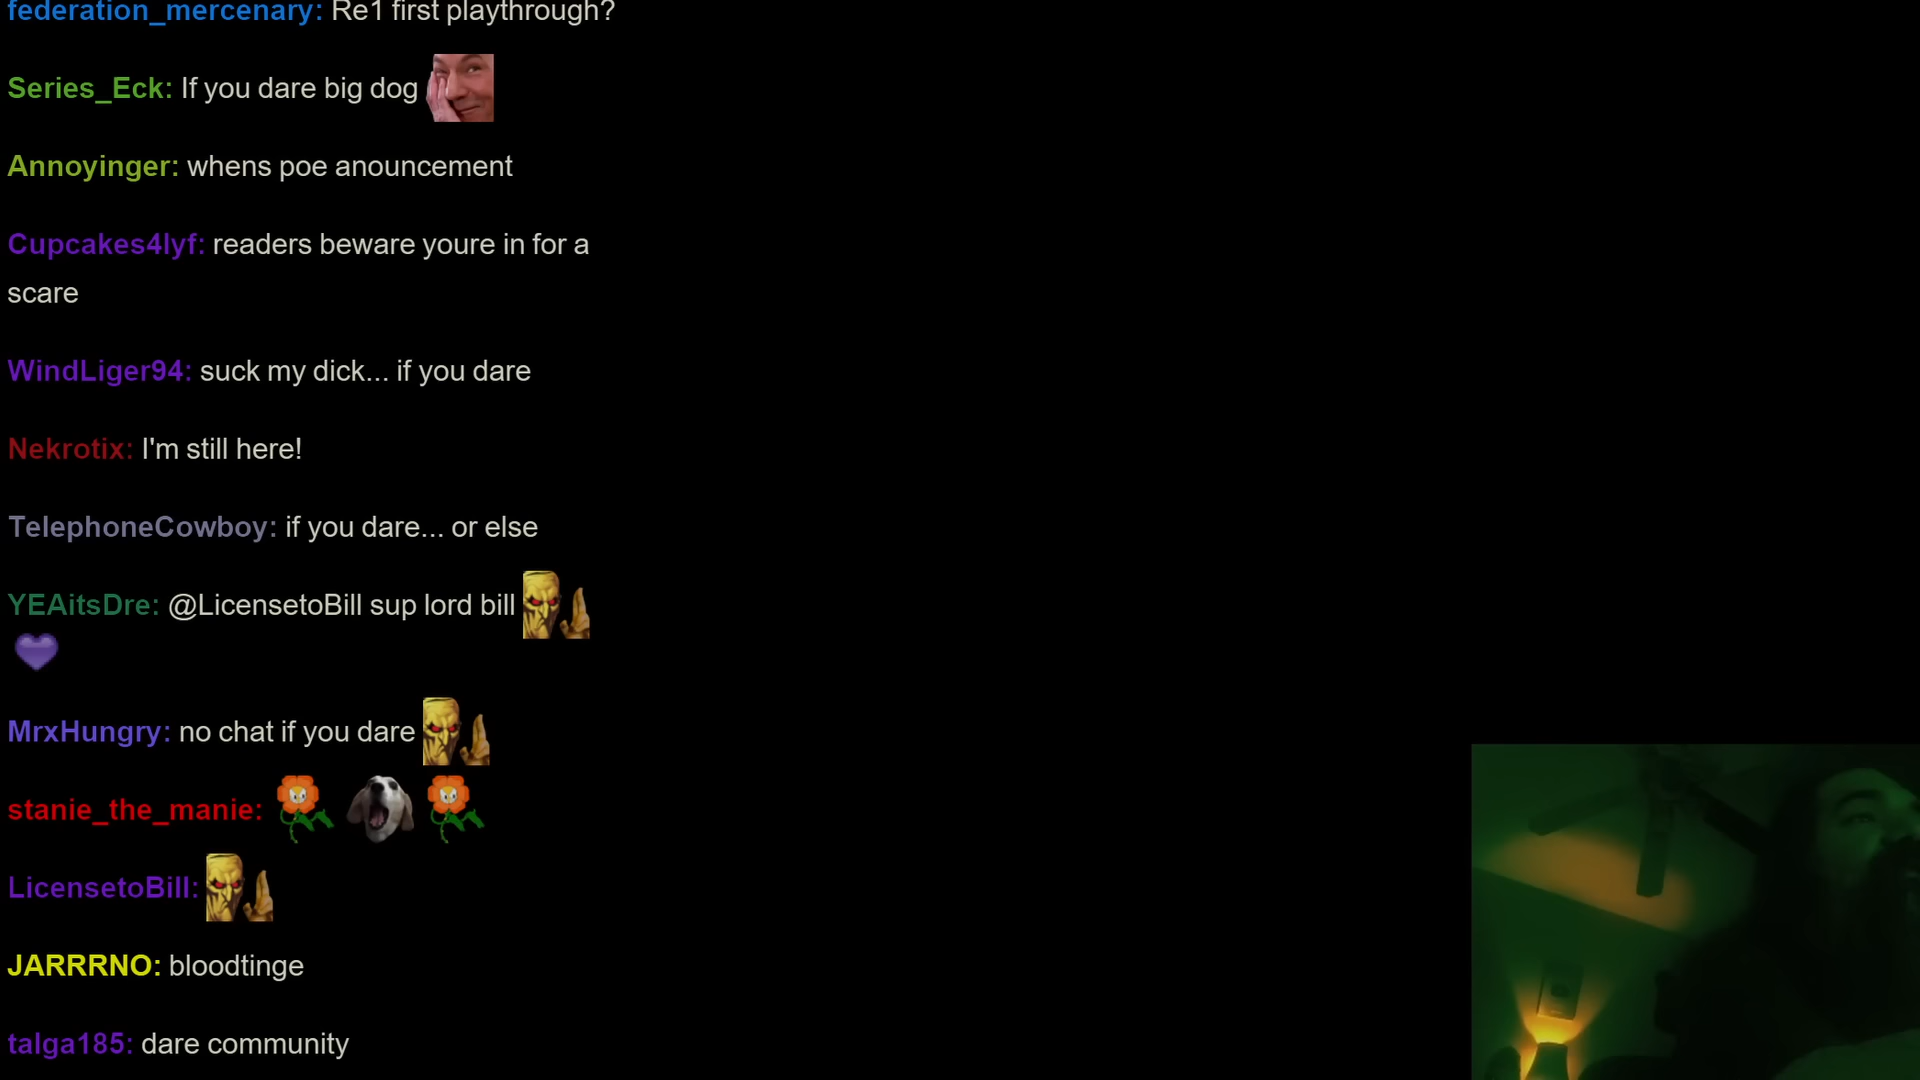 federation_mercenary: Re1 first playthrough?
Series_Eck: If you dare big dog
Annoyinger: whens poe anouncement
Cupcakes4lyf: readers beware youre in for a
scare
WindLiger94: suck my dick... if you dare
Nekrotix: I'm still here!
TelephoneCowboy: if you dare... or else
YEAitsDre: @LicensetoBill sup lord bill
MrxHungry: no chat if you dare
stanie_the_manie:
LicensetoBill:
JARRRNO: bloodtinge
talga185: dare community